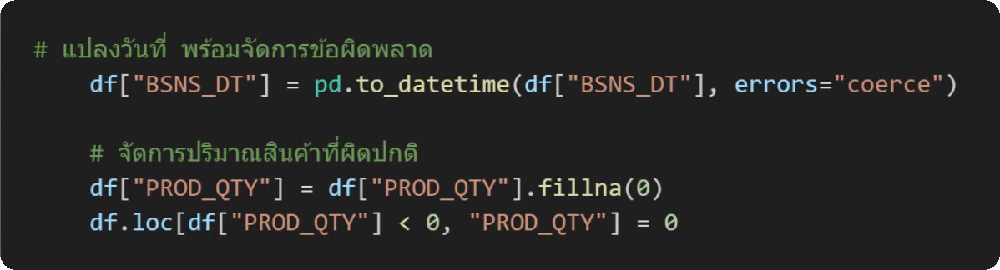 # แปลงวันที่ พร้อมจัดการข้อผิดพลาด
df["BSNS_DT"] = pd.to_datetime(df["BSNS_DT"], errors="coerce")
# จัดการปริมาณสินค้าที่ผิดปกติ
df["PROD_QTY"] = df["PROD_QTY"].fillna(0)
df.loc[df["PROD_QTY"] < 0, "PROD_QTY"] = 0